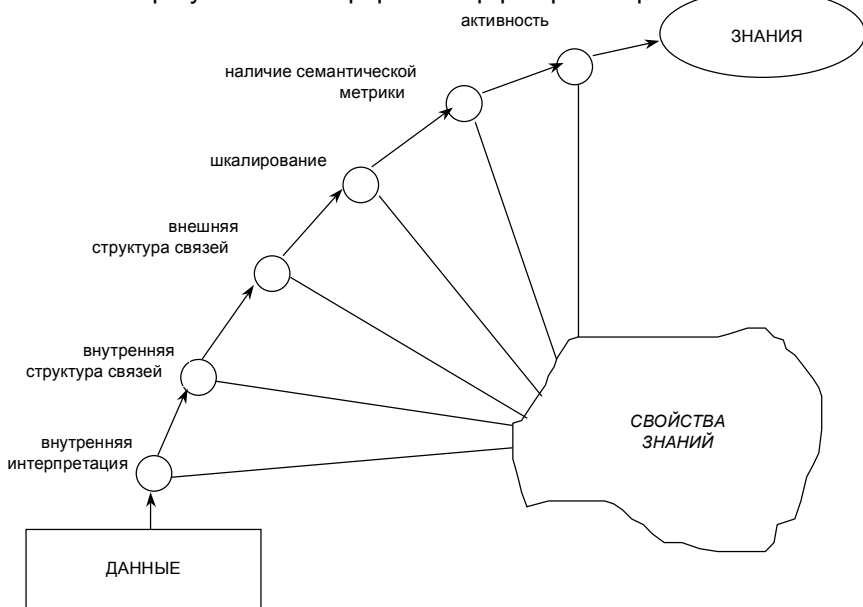 активность
ЗНАНИЯ
наличие семантической
метрики
шкалирование
внешняя
структура связей
внутренняя
структура связей
СВОЙСТВА
ЗНАНИЙ
внутренняя
интерпретация
ДАННЫЕ